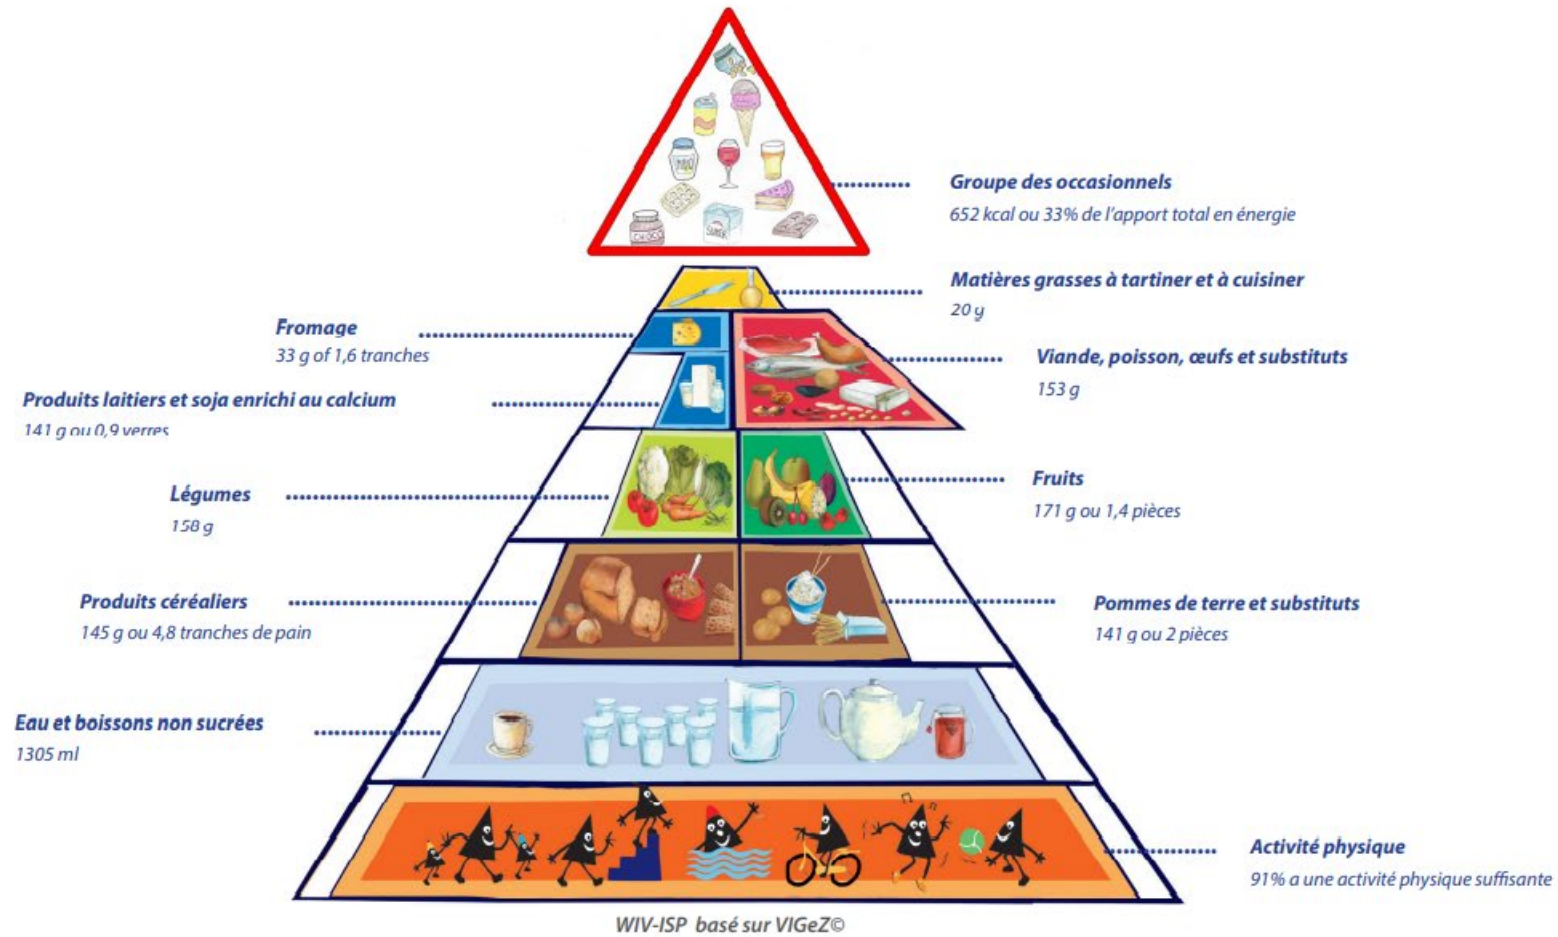 CHOCO
SUIKER
Groupe des occasionnels
652 kcal ou 33% de l'apport total en énergie
Matières grasses à tartiner et à cuisiner
20 g
Fromage
33 g of 1,6 tranches
Viande, poisson, œufs et substituts
153 g
Produits laitiers et soja enrichi au calcium
141 g ou 0,9 verres
Légumes
158 g
Fruits
171 g ou 1,4 pièces
Produits céréaliers
145 g ou 4,8 tranches de pain
Pommes de terre et substituts
141 g ou 2 pièces
Eau et boissons non sucrées
1305 ml
Activité physique
91% a une activité physique suffisante
WIV-ISP basé sur VIGeZ©